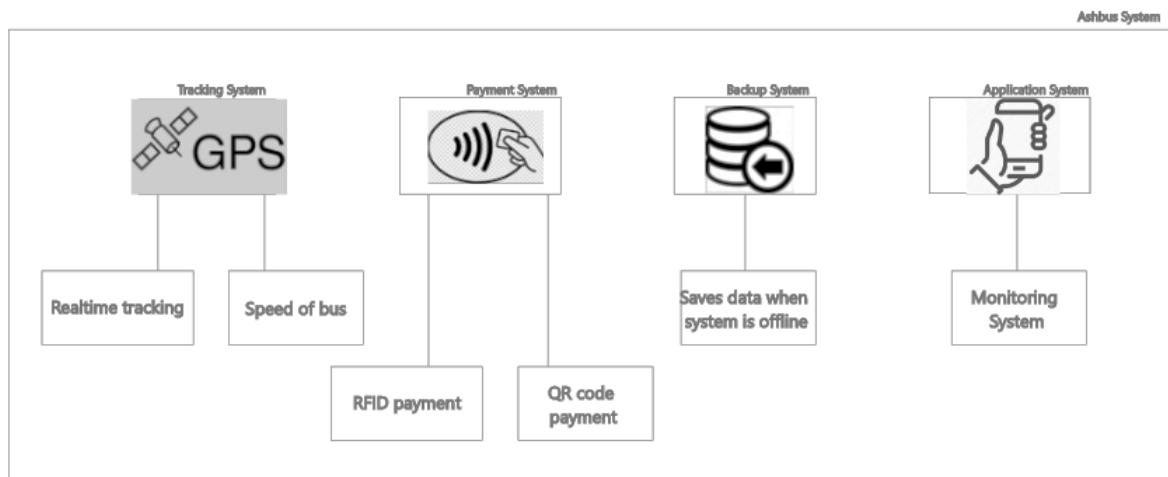 Ashbus System
Tracking System
Payment System
Backup System
Application System
GPS
Realtime tracking
Speed of bus
Saves data when
system is offline
Monitoring
System
RFID payment
QR code
payment